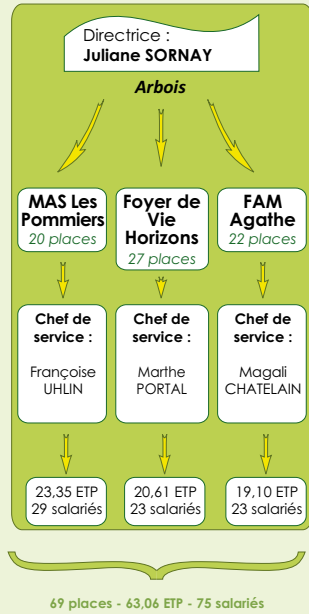 Directrice :
Juliane SORNAY
Arbois
MAS Les
Pommiers
20 places
Foyer de
Vie
Horizons
27 places
FAM
Agathe
22 places
Chef de
service :
Françoise
UHLIN
Chef de
service :
Marthe
PORTAL
Chef de
service :
Magali
CHATELAIN
23,35 ETP
29 salariés
20,61 ETP
23 salariés
19,10 ETP
23 salariés
69 places - 63,06 ETP - 75 salariés